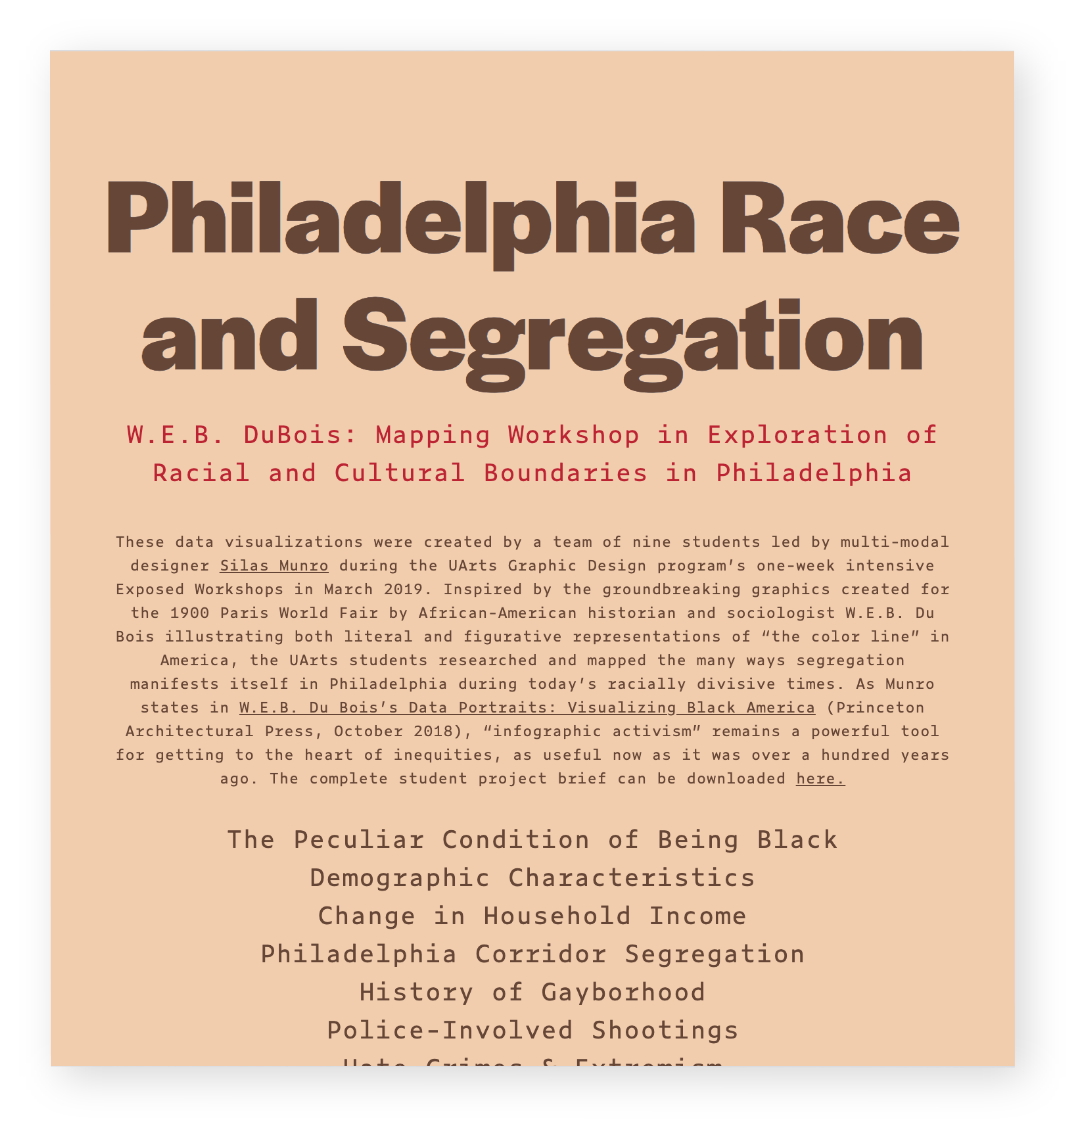 Philadelphia Race
and Segregation
W.E.B. DuBois: Mapping Workshop in Exploration of
Racial and Cultural Boundaries in Philadelphia
These data visualizations were created by a team of nine students led by multi-modal
designer Silas Munro during the UArts Graphic Design program’s one-week intensive
Exposed Workshops in March 2019. Inspired by the groundbreaking graphics created for
the 1900 Paris World Fair by African-American historian and sociologist W.E.B. Du
Bois illustrating both literal and figurative representations of “the color line” in
America, the UArts students researched and mapped the many ways segregation
manifests itself in Philadelphia during today’s racially divisive times. As Munro
states in W.E.B. Du Bois’s Data Portraits: Visualizing Black America (Princeton
Architectural Press, October 2018), “infographic activism” remains a powerful tool
for getting to the heart of inequities, as useful now as it was over a hundred years
ago. The complete student project brief can be downloaded here.
The Peculiar Condition of Being Black
Demographic Characteristics
Change in Household Income
Philadelphia Corridor Segregation
History of Gayborhood
Police-Involved Shootings
Hate Crimes & Extremism